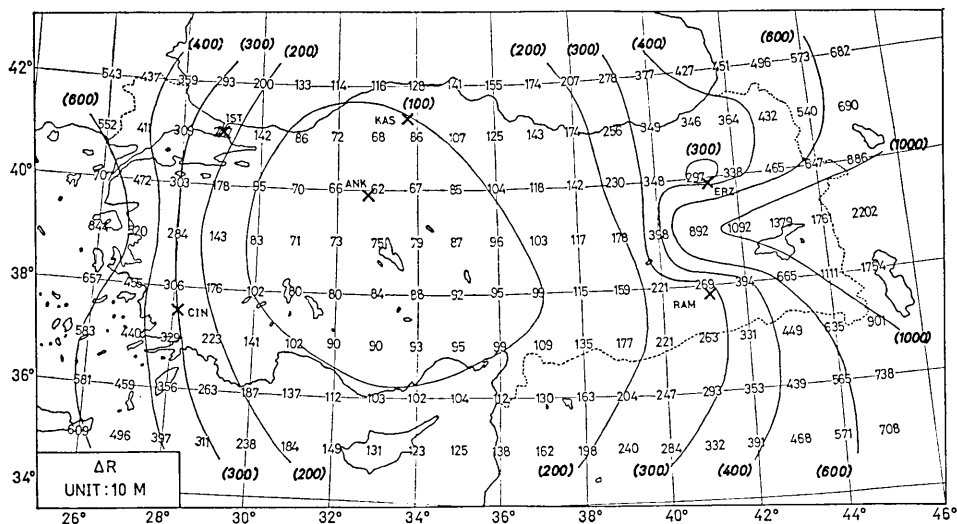 (400) (300) (200) (200) (300) (400) (600)
42°
543 437 359 293 200 133 114 116 128 141 155 174 207 278 377 427 451 496 573 682
(600)
552 411 309 IST 142 86 72 68 KAS (100) 86 107 125 143 174 256 349 346 364 432 540 690
(300) (1000)
40°
472 303 178 95 70 66 ANK 62 67 85 104 118 142 230 348 297 338 465 647 886
ERZ
844 320 284 143 83 71 73 75 79 87 96 103 117 178 398 892 1092 1379 1761 2202
38°
657 456 306 176 102 80 80 84 88 92 95 99 115 159 221 269 394 665 1111 1754
CIN RAM
583 440 329 223 141 102 90 90 93 95 99 109 135 177 221 263 331 449 635 901
(1000)
36°
581 459 356 263 187 137 112 103 102 104 112 130 163 204 247 293 353 439 565 738
609 496 397 311 238 184 149 131 123 125 138 162 198 240 284 332 391 468 571 708
34°
(300) (200) (200) (300) (400) (600)
ΔR
UNIT : 10 M
26° 28° 30° 32° 34° 36° 38° 40° 42° 44° 46°